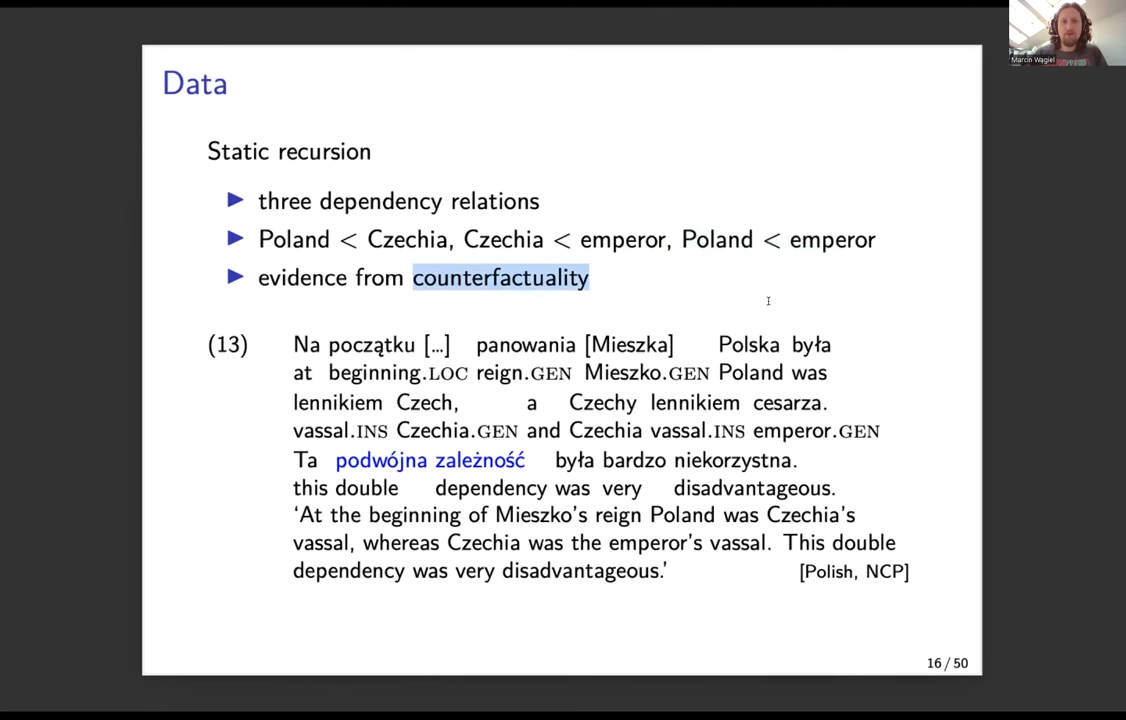 Marcin Wągiel
Data
Static recursion
▶ three dependency relations
▶ Poland < Czechia, Czechia < emperor, Poland < emperor
▶ evidence from counterfactuality
(13) Na początku [...] panowania [Mieszka] Polska była
at beginning.LOC reign.GEN Mieszko.GEN Poland was
lennikiem Czech, a Czechy lennikiem cesarza.
vassal.INS Czechia.GEN and Czechia vassal.INS emperor.GEN
Ta podwójna zależność była bardzo niekorzystna.
this double dependency was very disadvantageous.
‘At the beginning of Mieszko’s reign Poland was Czechia’s
vassal, whereas Czechia was the emperor’s vassal. This double
dependency was very disadvantageous.’ [Polish, NCP]
16 / 50